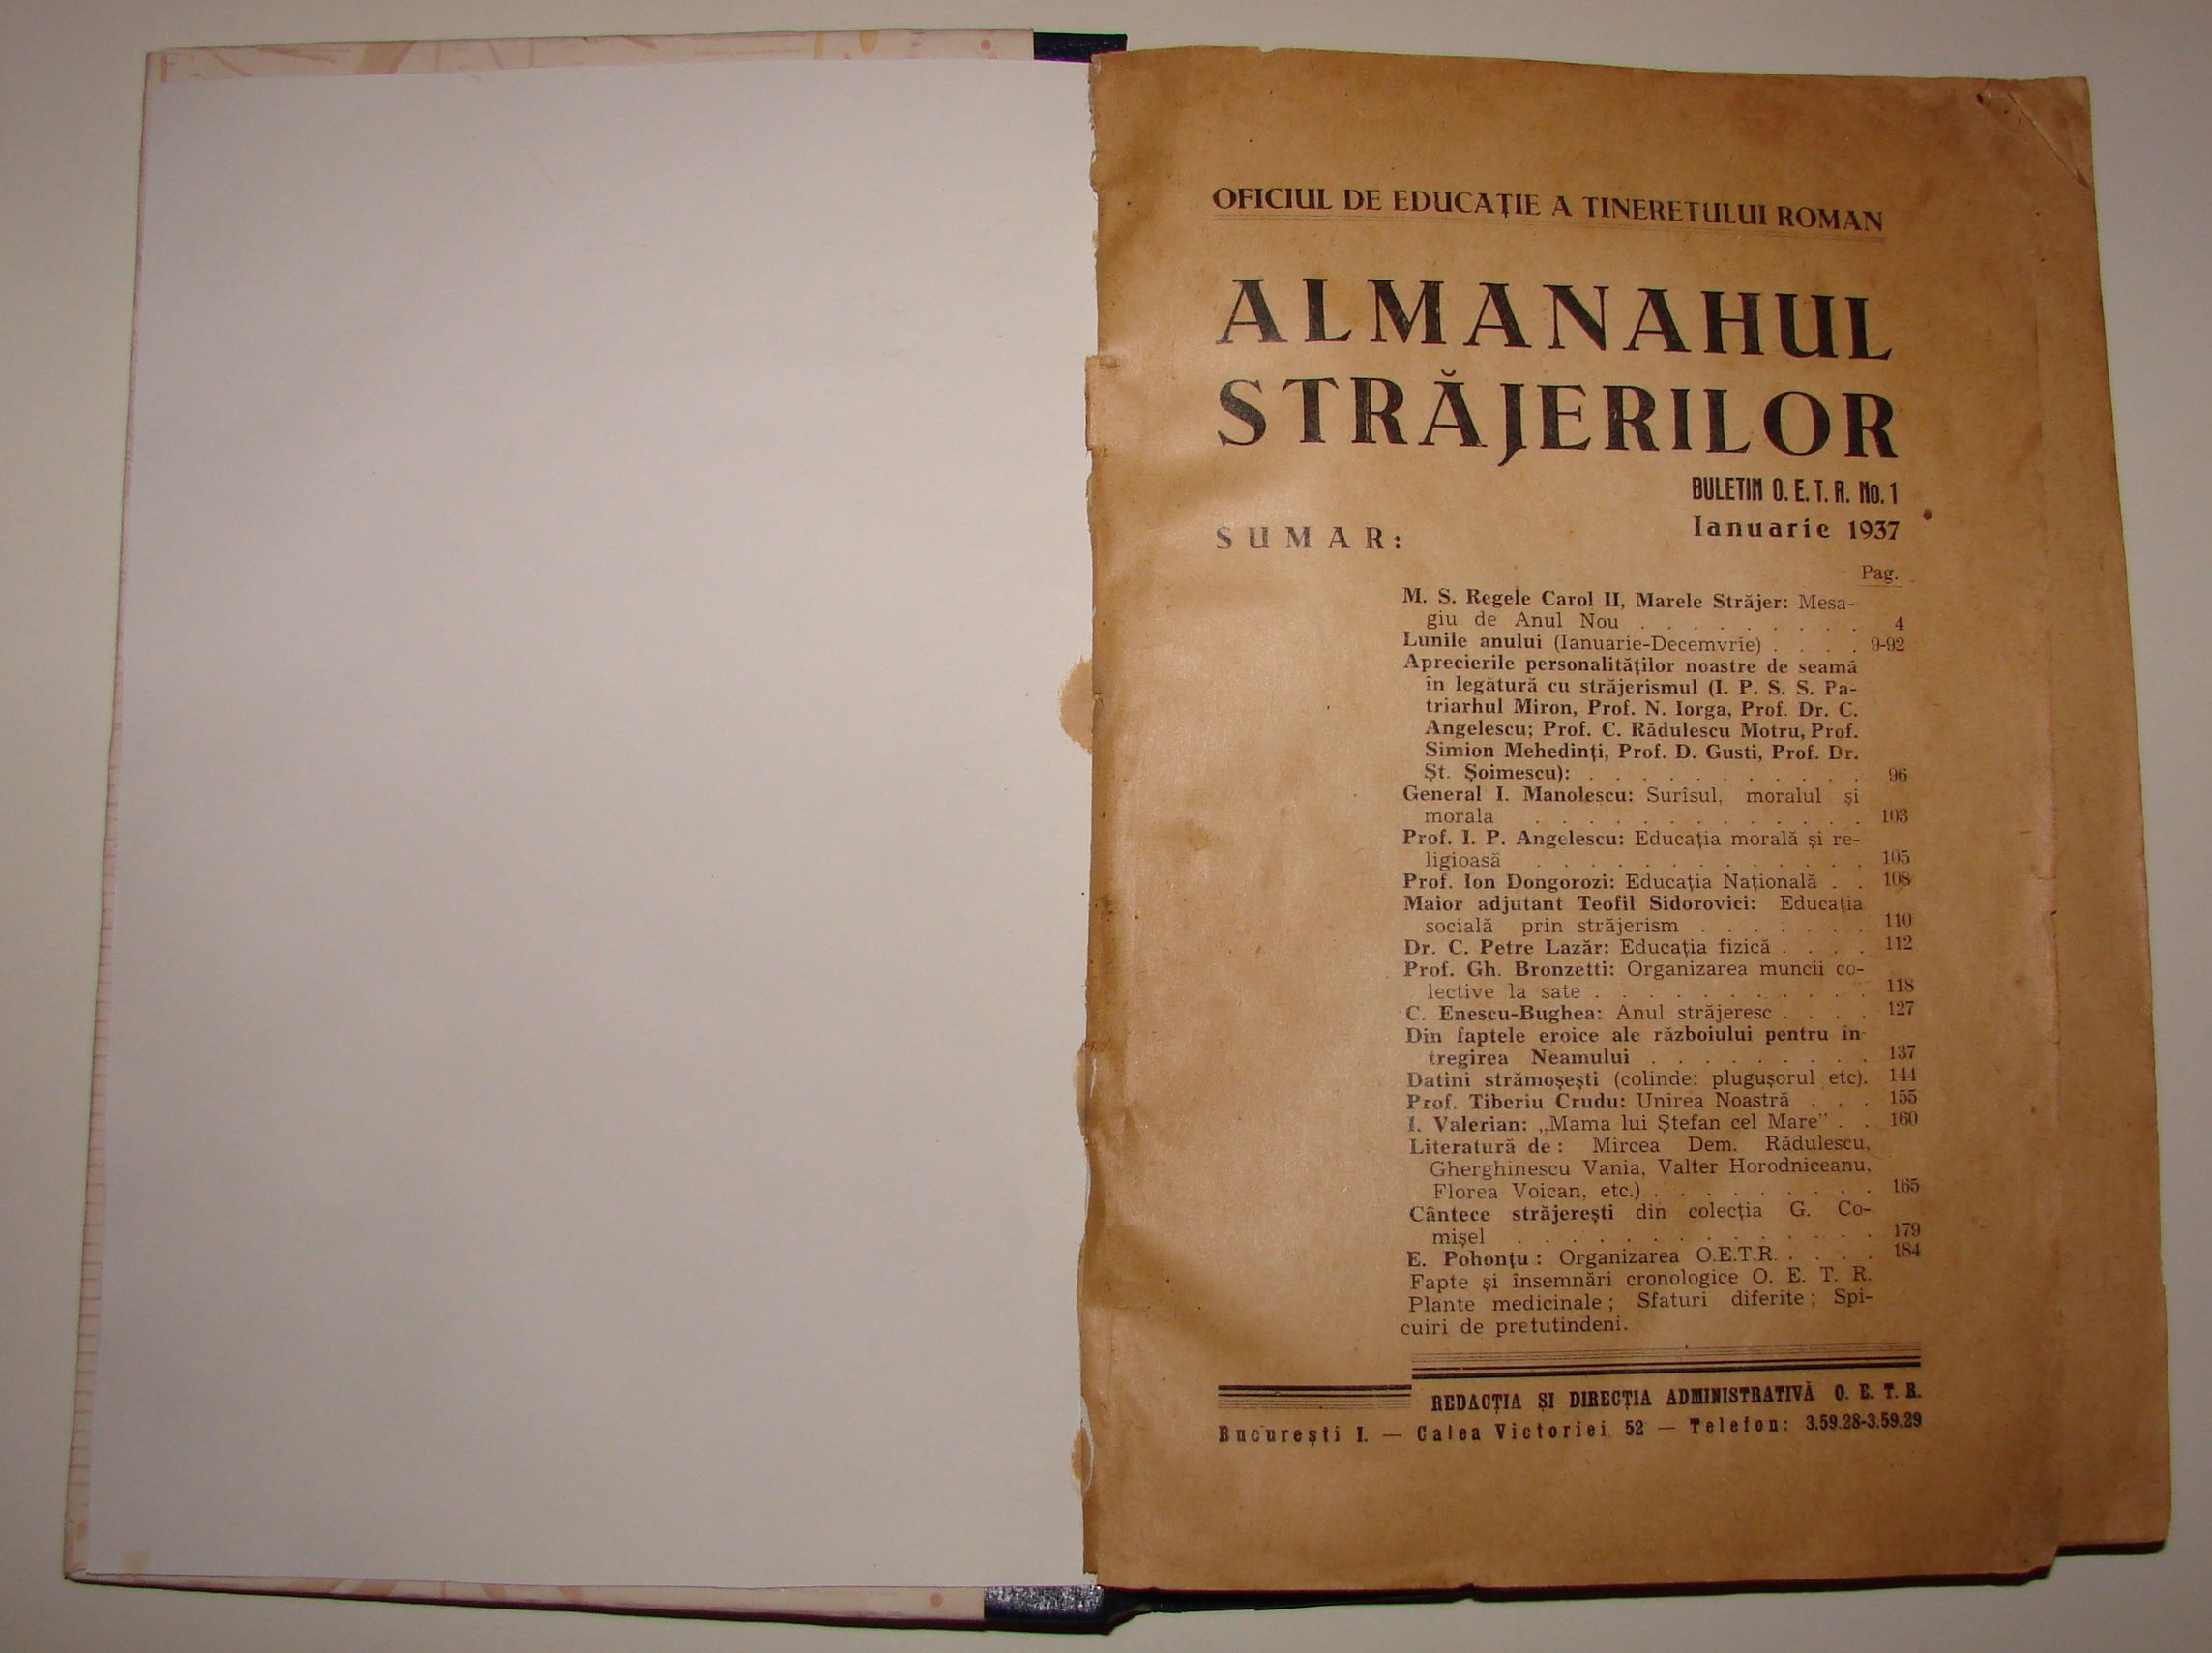 OFICIUL DE EDUCAȚIE A TINERETULUI ROMAN
ALMANAHUL
STRĂJERILOR
BULETIN O. E. T. R. No. 1
Ianuarie 1937
SUMAR:
Pag.
M. S. Regele Carol II, Marele Străjer: Mesa-
giu de Anul Nou . . . . . . . . . 4
Lunile anului (Ianuarie-Decemvrie) . . . . 9-92
Aprecierile personalităților noastre de seamă
în legătură cu străjerismul (I. P. S. S. Pa-
triarhul Miron, Prof. N. Iorga, Prof. Dr. C.
Angelescu; Prof. C. Rădulescu Motru, Prof.
Simion Mehedinți, Prof. D. Gusti, Prof. Dr.
Șt. Șoimescu): . . . . . . . . . . . 96
General I. Manolescu: Surîsul, moralul și
morala . . . . . . . . . . . . . 103
Prof. I. P. Angelescu: Educația morală și re-
ligioasă . . . . . . . . . . . . . 105
Prof. Ion Dongorozi: Educația Națională . . 108
Maior adjutant Teofil Sidorovici: Educația
socială prin străjerism . . . . . . . 110
Dr. C. Petre Lazăr: Educația fizică . . . . 112
Prof. Gh. Bronzetti: Organizarea muncii co-
lective la sate . . . . . . . . . . . 118
C. Enescu-Bughea: Anul străjeresc . . . . 127
Din faptele eroice ale războiului pentru in-
tregirea Neamului . . . . . . . . . 137
Datini strămoșești (colinde: plugușorul etc). 144
Prof. Tiberiu Crudu: Unirea Noastră . . . 155
I. Valerian: „Mama lui Ștefan cel Mare” . . 160
Literatură de: Mircea Dem. Rădulescu,
Gherghinescu Vania, Valter Horodniceanu,
Florea Voican, etc.) . . . . . . . . . 165
Cântece străjerești din colecția G. Co-
mișel . . . . . . . . . . . . . . 179
E. Pohonțu: Organizarea O.E.T.R. . . . . 184
Fapte și însemnări cronologice O. E. T. R.
Plante medicinale; Sfaturi diferite; Spi-
cuiri de pretutindeni.
REDACȚIA ȘI DIRECȚIA ADMINISTRATIVĂ O. E. T. R.
București I. — Calea Victoriei 52 — Telefon: 3.59.28-3.59.29